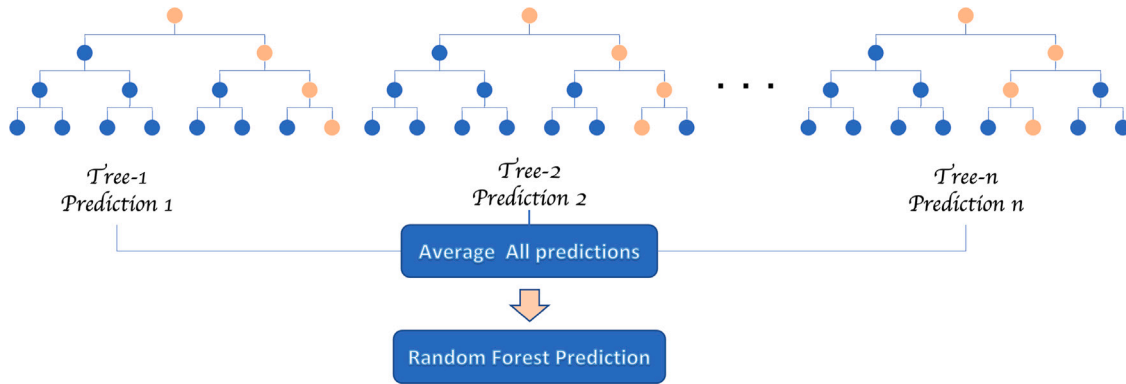 Tree-1
Prediction 1
Tree-2
Prediction 2
. . .
Tree-n
Prediction n
Average All predictions
Random Forest Prediction